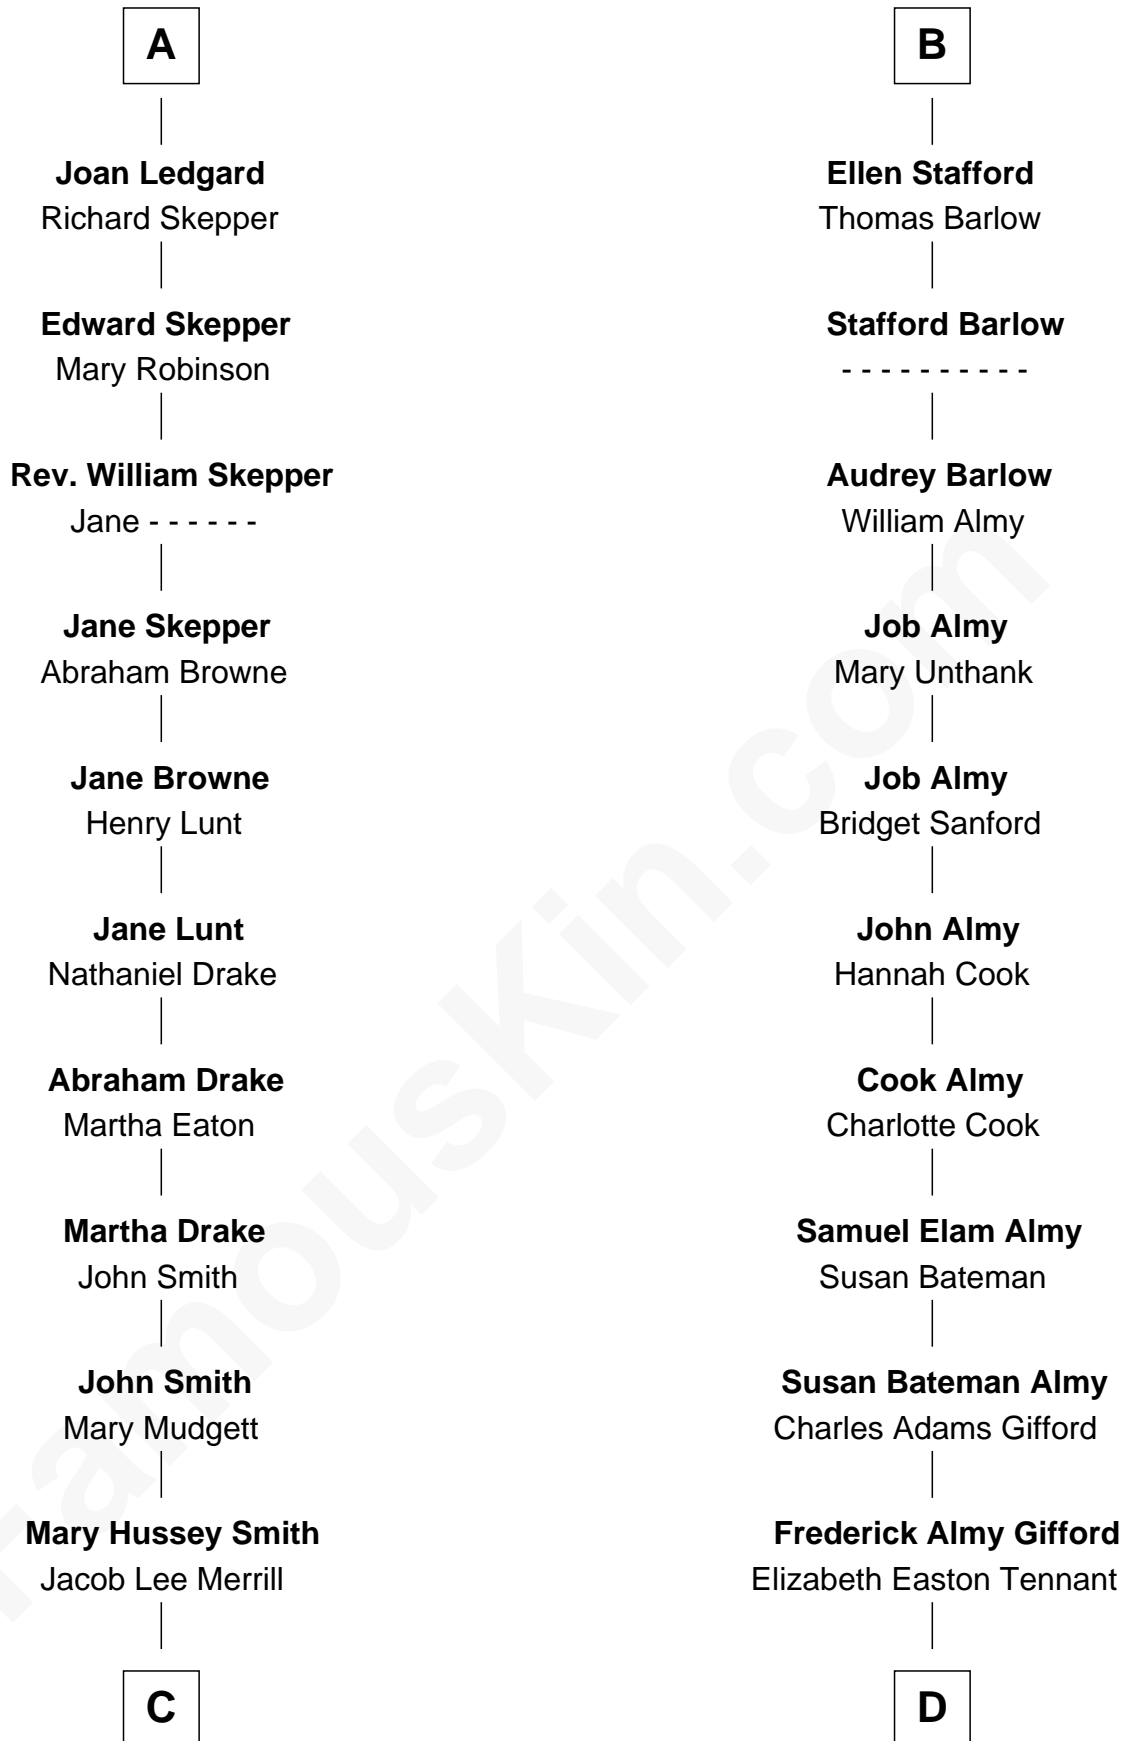 A
Joan Ledgard
Richard Skepper
Edward Skepper
Mary Robinson
Rev. William Skepper
Jane - - - - - -
Jane Skepper
Abraham Browne
Jane Browne
Henry Lunt
Jane Lunt
Nathaniel Drake
Abraham Drake
Martha Eaton
Martha Drake
John Smith
John Smith
Mary Mudgett
Mary Hussey Smith
Jacob Lee Merrill
C
B
Ellen Stafford
Thomas Barlow
Stafford Barlow
- - - - - - - - - -
Audrey Barlow
William Almy
Job Almy
Mary Unthank
Job Almy
Bridget Sanford
John Almy
Hannah Cook
Cook Almy
Charlotte Cook
Samuel Elam Almy
Susan Bateman
Susan Bateman Almy
Charles Adams Gifford
Frederick Almy Gifford
Elizabeth Easton Tennant
D
FamousKin.com